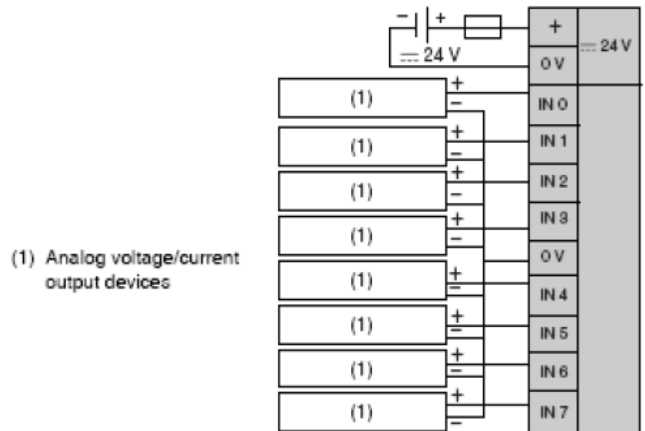 − + +
⎓ 24 V
0 V
⎓ 24 V
(1) + −
IN 0
(1) + −
IN 1
(1) + −
IN 2
(1) + −
IN 3
0 V
(1) Analog voltage/current
output devices
(1) + −
IN 4
(1) + −
IN 5
(1) + −
IN 6
(1) + −
IN 7